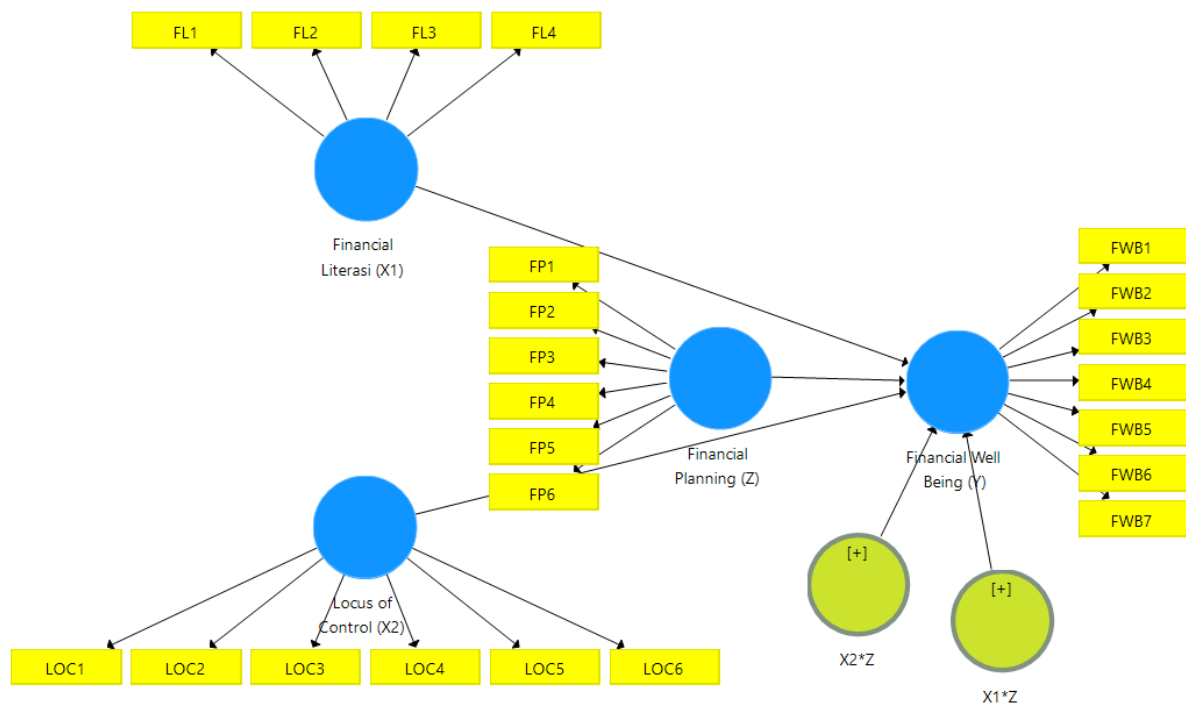 FL1 FL2 FL3 FL4
Financial
Literasi (X1)
FP1
FP2
FP3
FP4
FP5
FP6
Financial
Planning (Z)
FWB1
FWB2
FWB3
FWB4
FWB5
FWB6
FWB7
Financial Well
Being (Y)
Locus of
Control (X2)
LOC1 LOC2 LOC3 LOC4 LOC5 LOC6
[+]
X2*Z
[+]
X1*Z